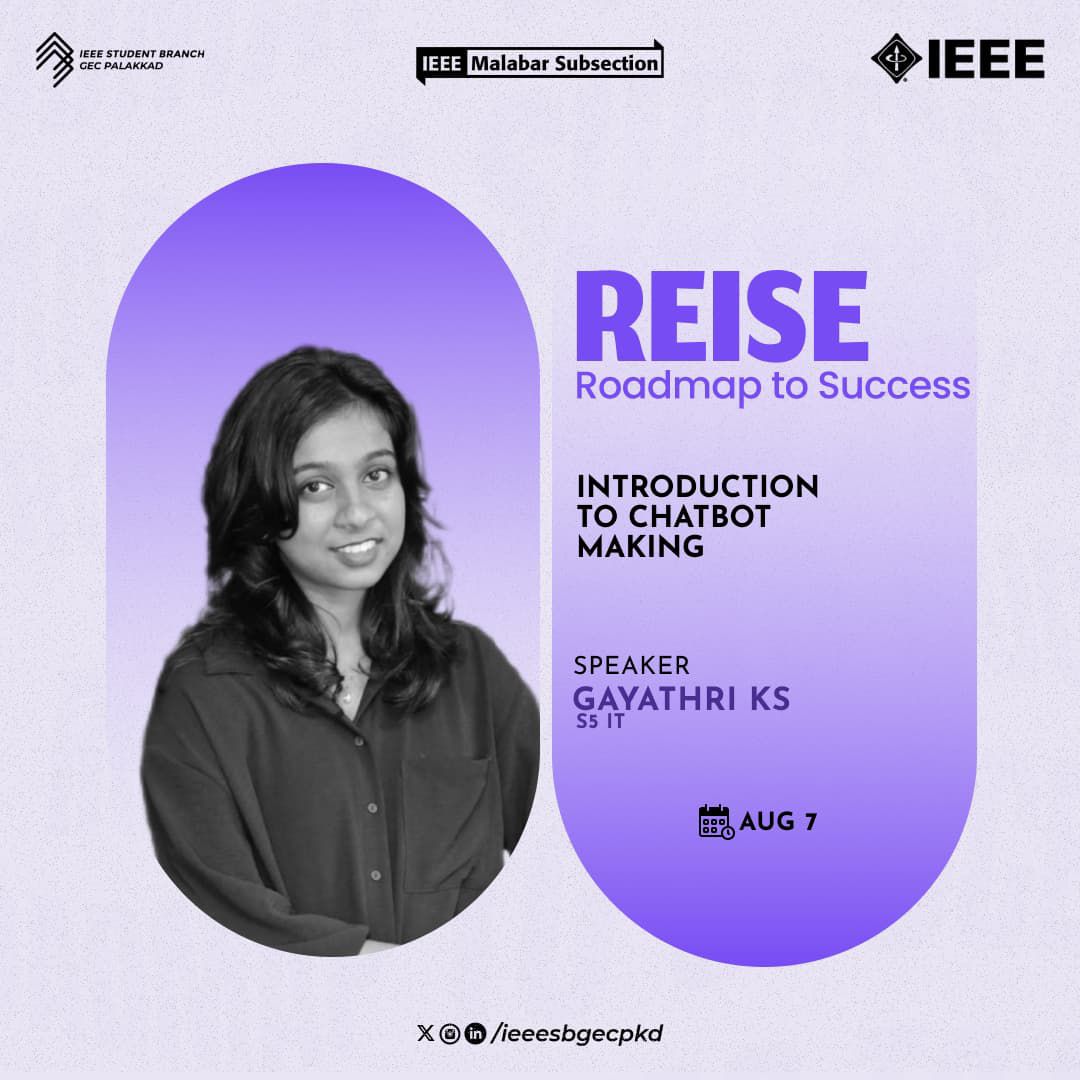 IEEE STUDENT BRANCH
GEC PALAKKAD
IEEE Malabar Subsection
IEEE
REISE
Roadmap to Success
INTRODUCTION
TO CHATBOT
MAKING
SPEAKER
GAYATHRI KS
S5 IT
AUG 7
/ieeesbgecpkd